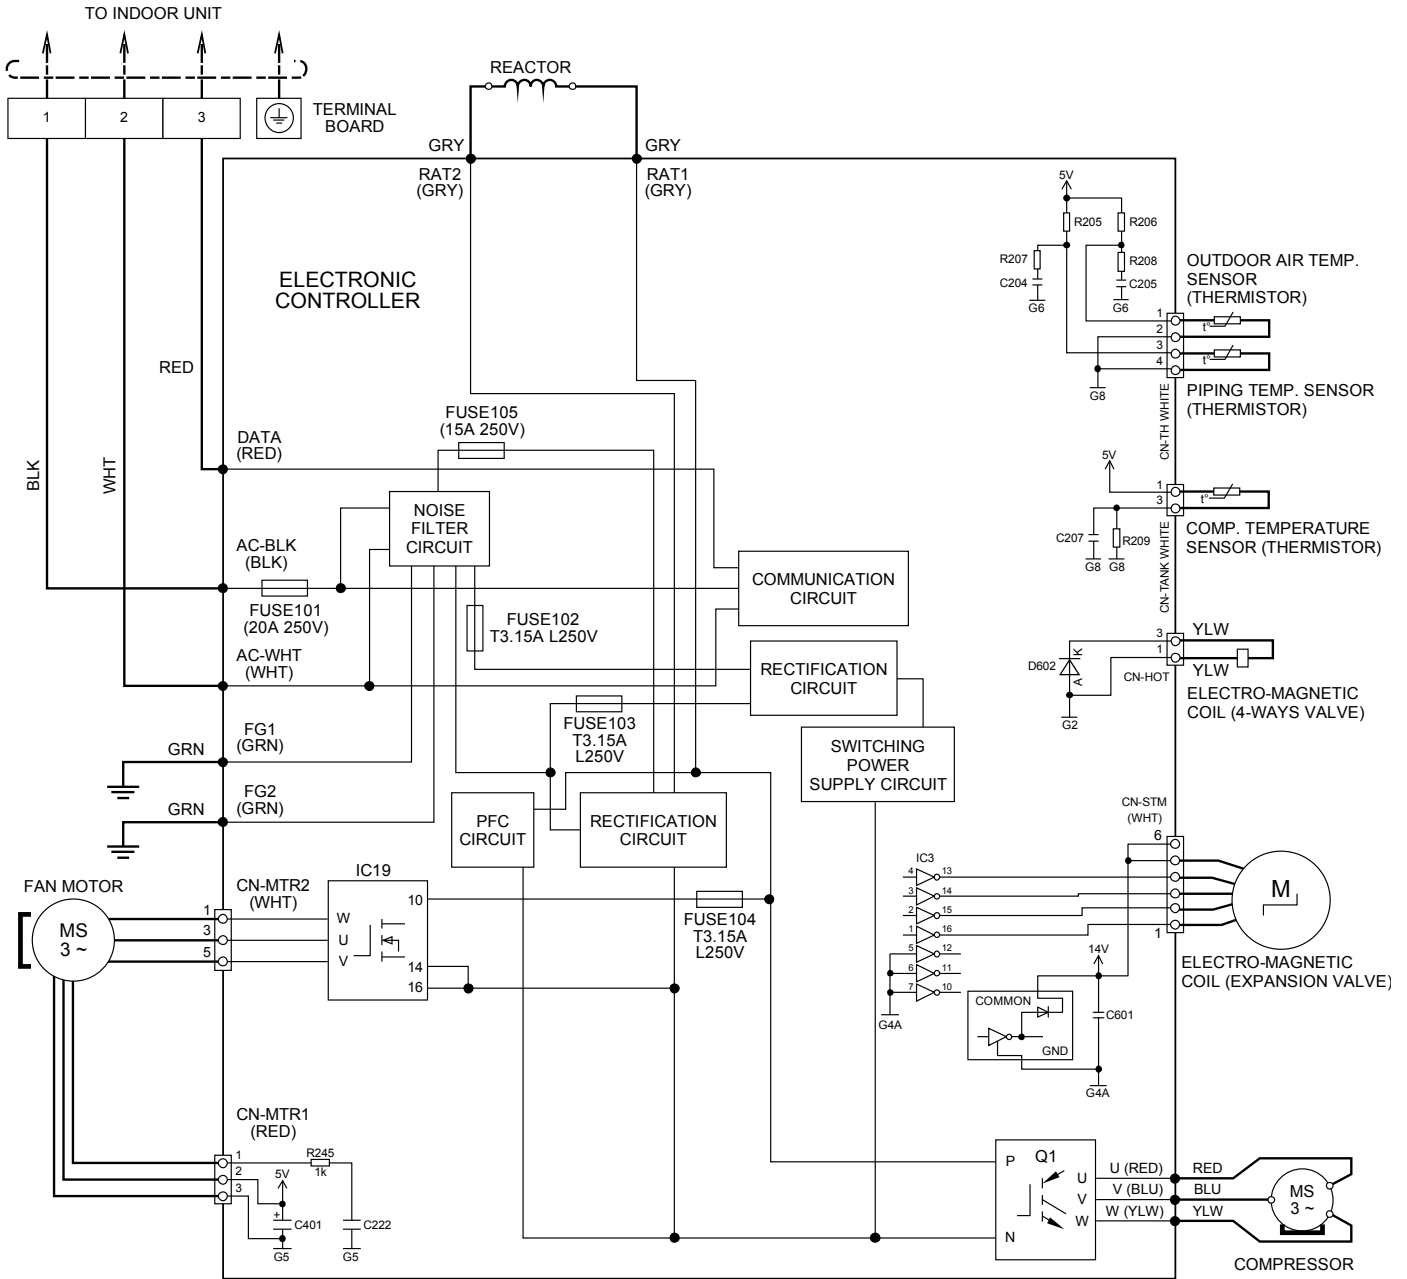 TO INDOOR UNIT
1
2
3
TERMINAL
BOARD
REACTOR
GRY
GRY
RAT2
(GRY)
RAT1
(GRY)
ELECTRONIC
CONTROLLER
5V
R205
R206
R207
R208
C204
C205
G6
G6
OUTDOOR AIR TEMP.
SENSOR
(THERMISTOR)
1
2
3
4
t°
t°
G8
CN-TH WHITE
PIPING TEMP. SENSOR
(THERMISTOR)
RED
BLK
WHT
DATA
(RED)
FUSE105
(15A 250V)
NOISE
FILTER
CIRCUIT
5V
1
3
t°
C207
R209
G8
G8
CN-TANK WHITE
COMP. TEMPERATURE
SENSOR (THERMISTOR)
AC-BLK
(BLK)
FUSE101
(20A 250V)
FUSE102
T3.15A L250V
COMMUNICATION
CIRCUIT
AC-WHT
(WHT)
RECTIFICATION
CIRCUIT
3
1
YLW
YLW
D602
K
A
G2
CN-HOT
ELECTRO-MAGNETIC
COIL (4-WAYS VALVE)
FUSE103
T3.15A
L250V
SWITCHING
POWER
SUPPLY CIRCUIT
GRN
FG1
(GRN)
GRN
FG2
(GRN)
PFC
CIRCUIT
RECTIFICATION
CIRCUIT
CN-STM
(WHT)
6
1
IC3
4
13
3
14
2
15
1
16
5
12
6
11
7
10
G4A
M
ELECTRO-MAGNETIC
COIL (EXPANSION VALVE)
FAN MOTOR
MS
3 ~
CN-MTR2
(WHT)
1
3
5
IC19
W
U
V
10
14
16
FUSE104
T3.15A
L250V
14V
COMMON
GND
C601
G4A
CN-MTR1
(RED)
1
2
3
R245
1k
5V
+
C401
C222
G5
G5
P
N
Q1
U
V
W
U (RED)
V (BLU)
W (YLW)
RED
BLU
YLW
MS
3 ~
COMPRESSOR